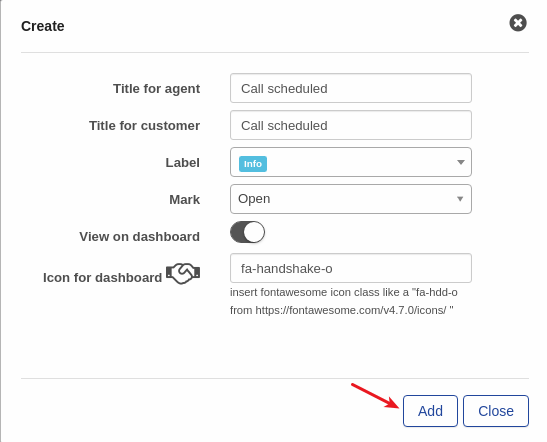 Create
Title for agent Call scheduled
Title for customer Call scheduled
Label Info
Mark Open
View on dashboard
Icon for dashboard fa-handshake-o
insert fontawesome icon class like a "fa-hdd-o
from https://fontawesome.com/v4.7.0/icons/ "
Add Close